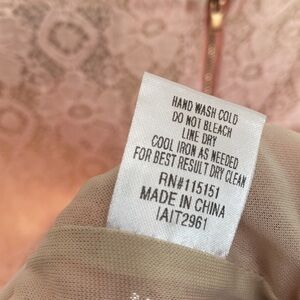 HAND WASH COLD
DO NOT BLEACH
LINE DRY
COOL IRON AS NEEDED
FOR BEST RESULT DRY CLEAN
RN#115151
MADE IN CHINA
IAIT2961